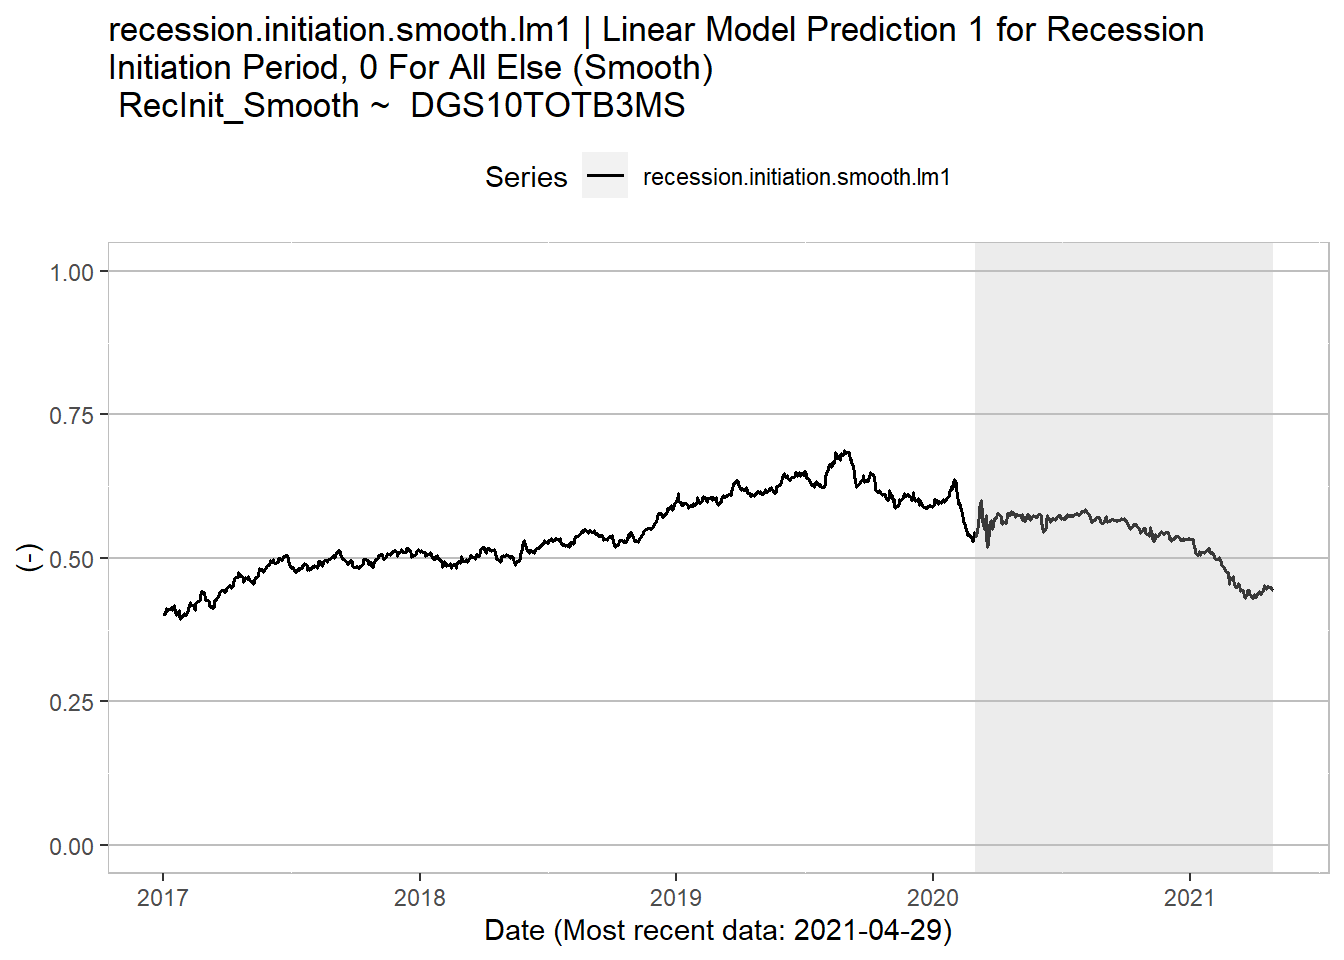 recession.initiation.smooth.lm1 | Linear Model Prediction 1 for Recession
Initiation Period, 0 For All Else (Smooth)
RecInit_Smooth ~ DGS10TOTB3MS
Series recession.initiation.smooth.lm1
1.00
0.75
0.50
0.25
0.00
(-)
2017 2018 2019 2020 2021
Date (Most recent data: 2021-04-29)